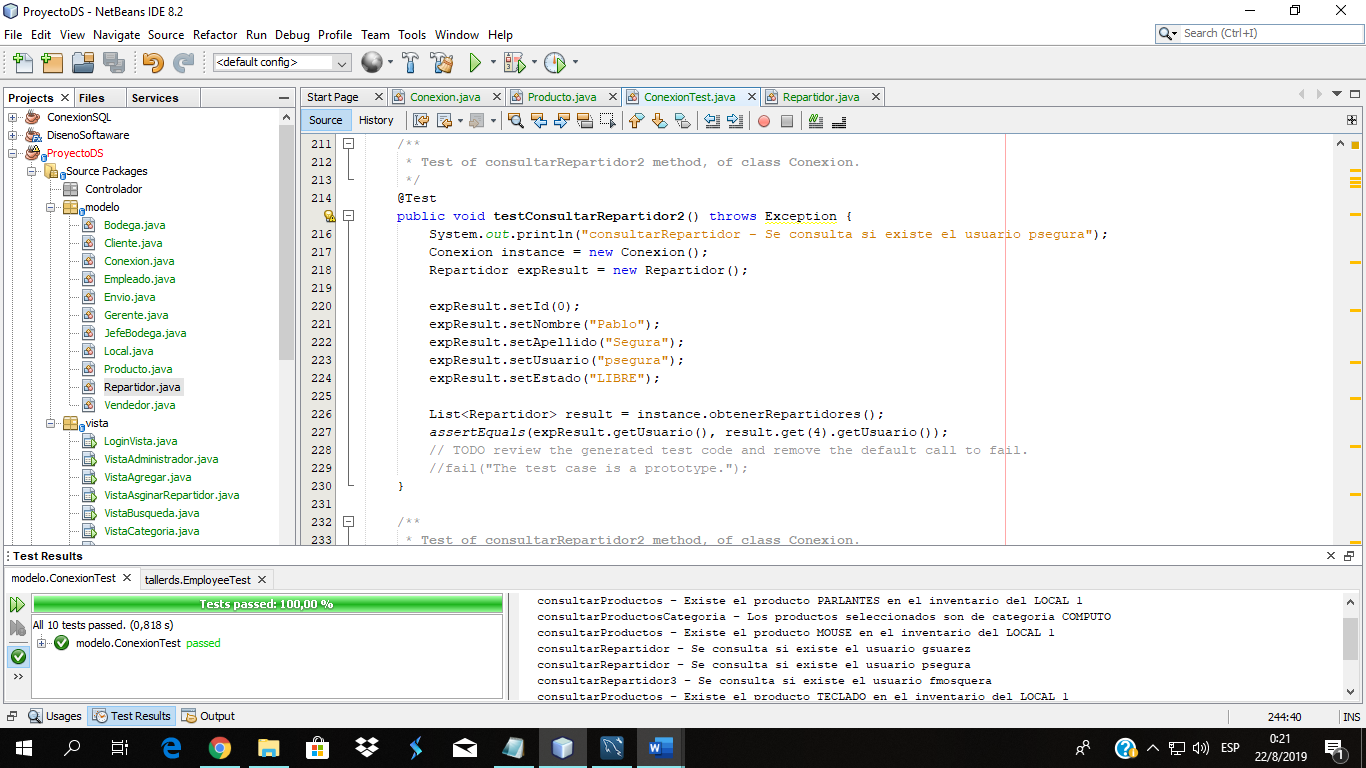 ProyectoDS - NetBeans IDE 8.2
File Edit View Navigate Source Refactor Run Debug Profile Team Tools Window Help
Search (Ctrl+I)
<default config>
Projects Files Services
Start Page Conexion.java Producto.java ConexionTest.java Repartidor.java
Source History
ConexionSQL
DisenoSoftaware
ProyectoDS
Source Packages
Controlador
modelo
Bodega.java
Cliente.java
Conexion.java
Empleado.java
Envio.java
Gerente.java
JefeBodega.java
Local.java
Producto.java
Repartidor.java
Vendedor.java
vista
LoginVista.java
VistaAdministrador.java
VistaAgregar.java
VistaAsginarRepartidor.java
VistaBusqueda.java
VistaCategoria.java
211 /**
212 * Test of consultarRepartidor2 method, of class Conexion.
213 */
214 @Test
public void testConsultarRepartidor2() throws Exception {
216 System.out.println("consultarRepartidor - Se consulta si existe el usuario psegura");
217 Conexion instance = new Conexion();
218 Repartidor expResult = new Repartidor();
219
220 expResult.setId(0);
221 expResult.setNombre("Pablo");
222 expResult.setApellido("Segura");
223 expResult.setUsuario("psegura");
224 expResult.setEstado("LIBRE");
225
226 List<Repartidor> result = instance.obtenerRepartidores();
227 assertEquals(expResult.getUsuario(), result.get(4).getUsuario());
228 // TODO review the generated test code and remove the default call to fail.
229 //fail("The test case is a prototype.");
230 }
231
232 /**
233 * Test of consultarRepartidor2 method, of class Conexion.
Test Results
modelo.ConexionTest tallerds.EmployeeTest
Tests passed: 100,00 %
All 10 tests passed. (0,818 s)
modelo.ConexionTest passed
consultarProductos - Existe el producto PARLANTES en el inventario del LOCAL 1
consultarProductosCategoria - Los productos seleccionados son de categoria COMPUTO
consultarProductos - Existe el producto MOUSE en el inventario del LOCAL 1
consultarRepartidor - Se consulta si existe el usuario gsuarez
consultarRepartidor - Se consulta si existe el usuario psegura
consultarRepartidor3 - Se consulta si existe el usuario fmosquera
consultarProductos - Existe el producto TECLADO en el inventario del LOCAL 1
Usages Test Results Output
244:40 INS
ESP
0:21
22/8/2019
1